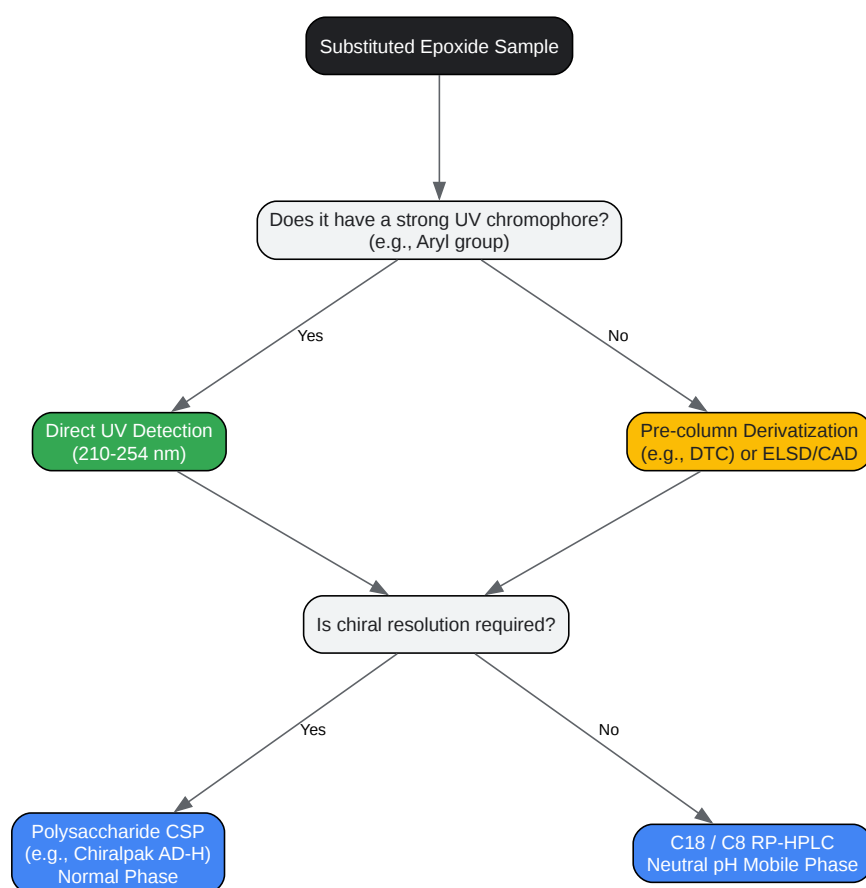 Substituted Epoxide Sample
Does it have a strong UV chromophore?
(e.g., Aryl group)
Yes
No
Direct UV Detection
(210-254 nm)
Pre-column Derivatization
(e.g., DTC) or ELSD/CAD
Is chiral resolution required?
Yes
No
Polysaccharide CSP
(e.g., Chiralpak AD-H)
Normal Phase
C18 / C8 RP-HPLC
Neutral pH Mobile Phase